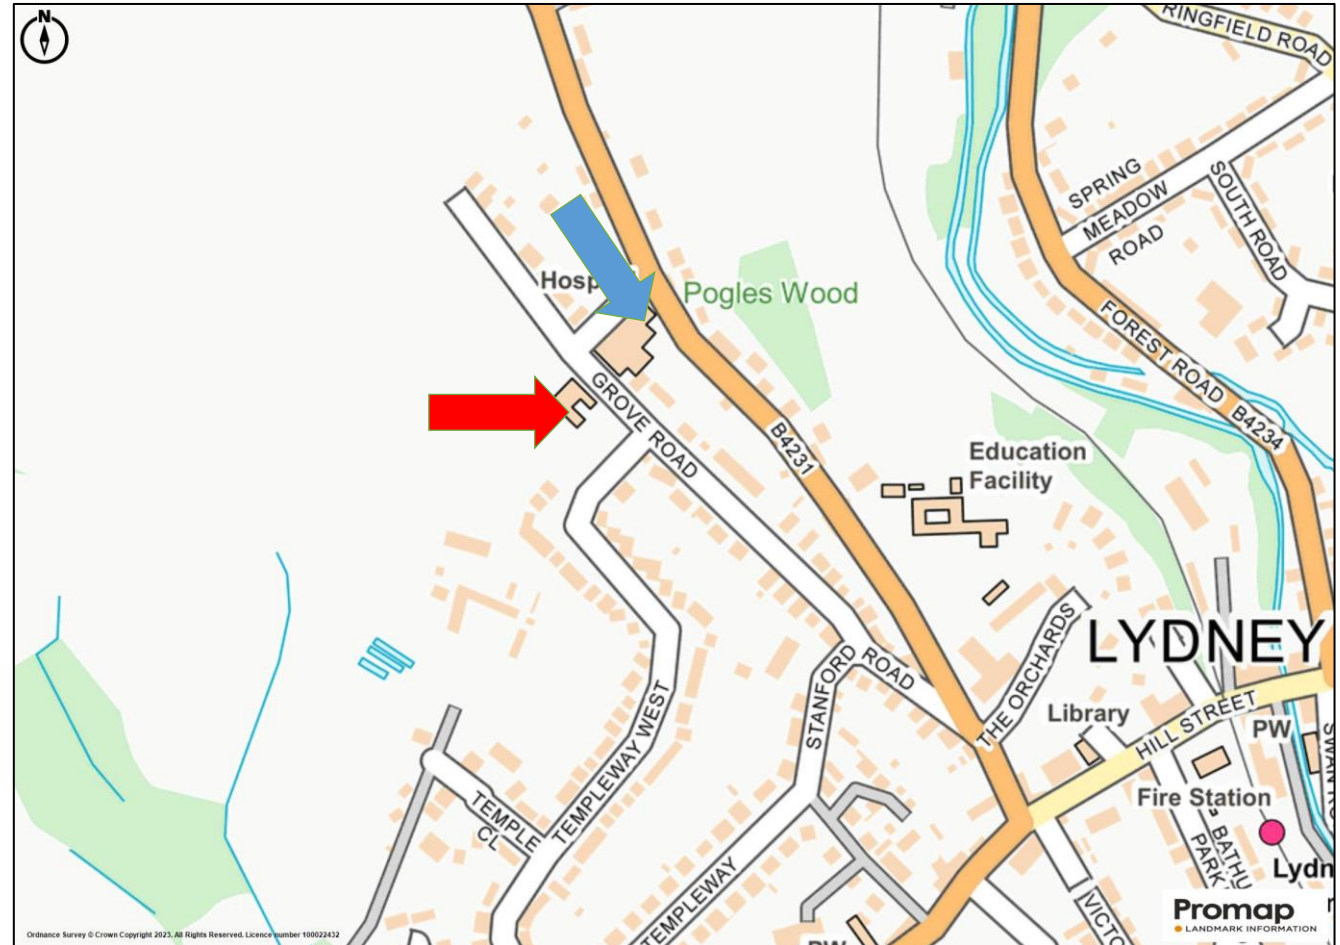 N
RINGFIELD ROAD
SPRING
MEADOW
ROAD
SOUTH ROAD
Hosp
Pogles Wood
FOREST ROAD B4234
GROVE ROAD
B4231
Education
Facility
LYDNEY
STANFORD
ROAD
THE ORCHARDS
TEMPLEWAY WEST
Library
HILL STREET
PW
TEMPLE
CL
Fire Station
BATHU
PARK
Lydn
TEMPLEWAY
VICTO
PW
Promap
LANDMARK INFORMATION
Ordnance Survey © Crown Copyright 2023. All Rights Reserved. Licence number 100022432